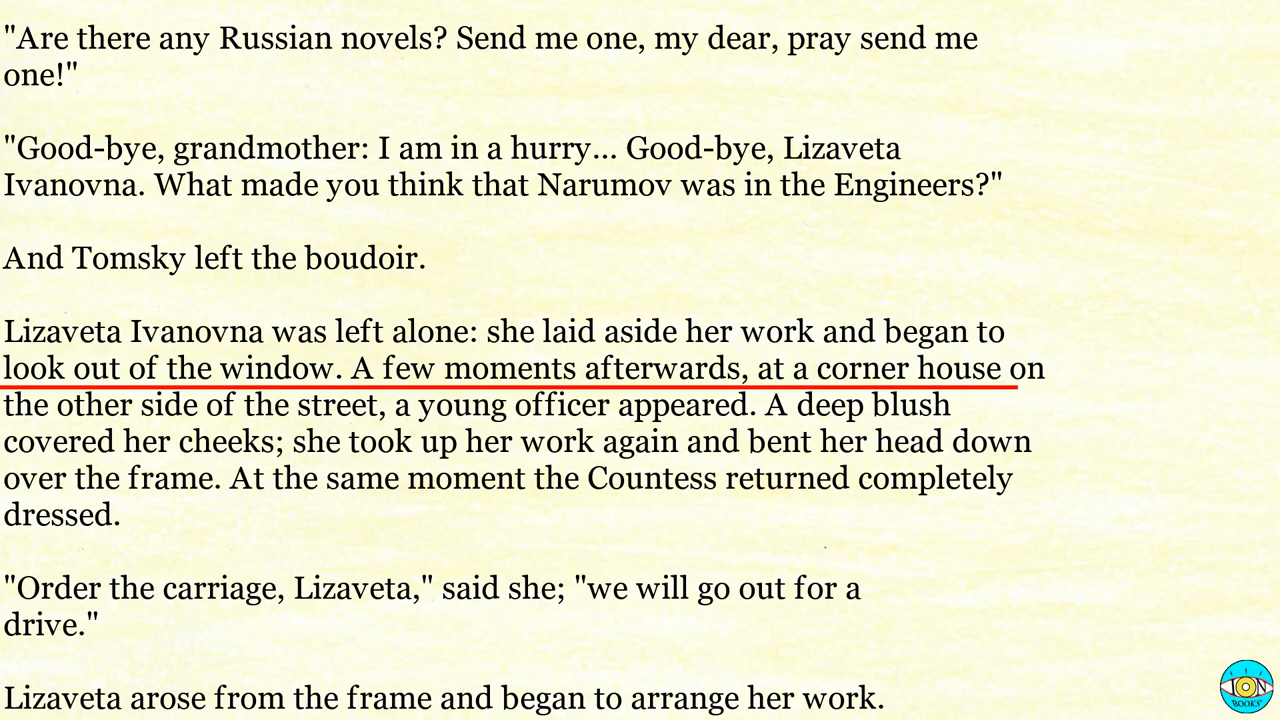 "Are there any Russian novels? Send me one, my dear, pray send me
one!"
"Good-bye, grandmother: I am in a hurry... Good-bye, Lizaveta
Ivanovna. What made you think that Narumov was in the Engineers?"
And Tomsky left the boudoir.
Lizaveta Ivanovna was left alone: she laid aside her work and began to
look out of the window. A few moments afterwards, at a corner house on
the other side of the street, a young officer appeared. A deep blush
covered her cheeks; she took up her work again and bent her head down
over the frame. At the same moment the Countess returned completely
dressed.
"Order the carriage, Lizaveta," said she; "we will go out for a
drive."
Lizaveta arose from the frame and began to arrange her work.
ION
BOOKS